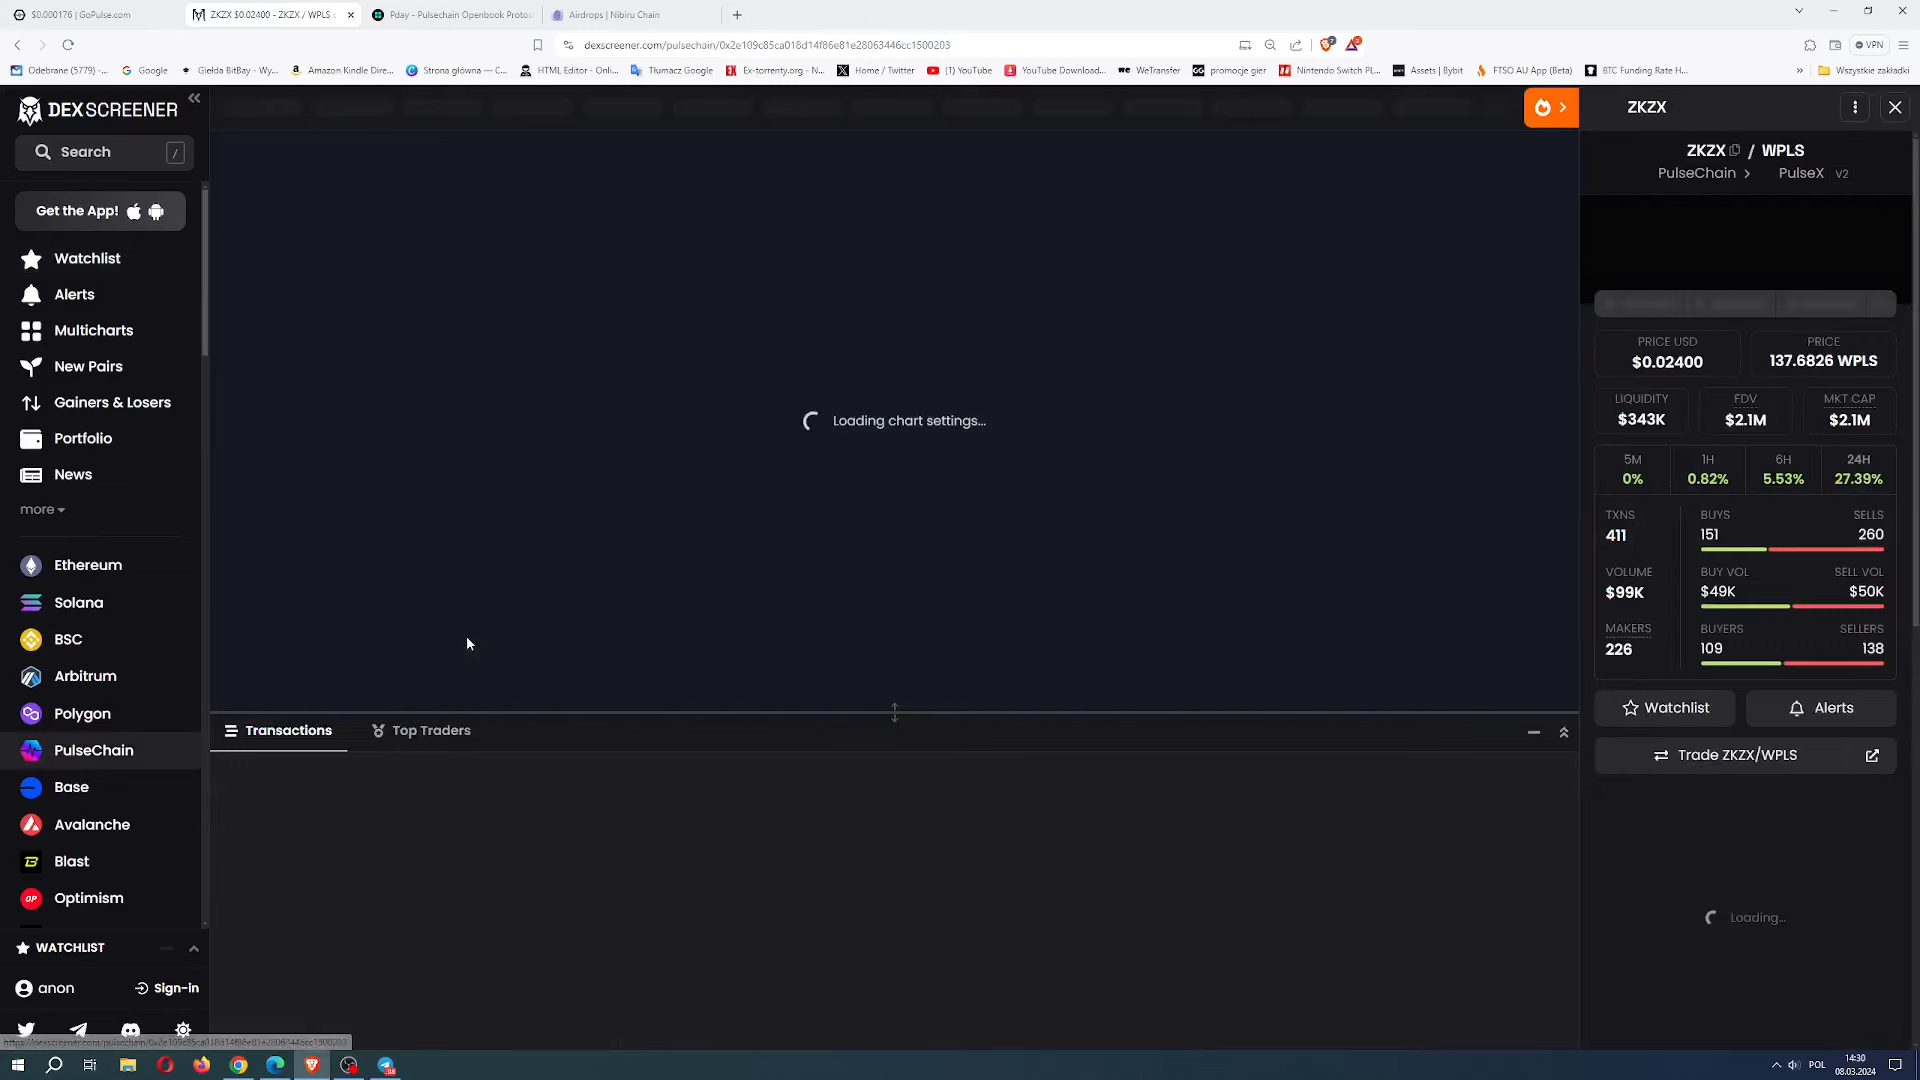 $0.000176 | GoPulse.com
ZKZX $0.02400 - ZKZX / WPLS
Pday - Pulsechain Openbook Proto
Airdrops | Nibiru Chain
dexscreener.com/pulsechain/0x2e109c85ca018d14f86e81e28063446cc1500203
VPN
Odebrane (5779) -...
Google
Giełda BitBay - Wy...
Amazon Kindle Dire...
Strona główna — C...
HTML Editor - Onli...
Tłumacz Google
Ex-torrenty.org - N...
Home / Twitter
(1) YouTube
YouTube Download...
WeTransfer
promocje gier
Nintendo Switch PL...
Assets | Bybit
FTSO AU App (Beta)
BTC Funding Rate H...
»
Wszystkie zakładki
DEXSCREENER
Search /
Get the App!
Watchlist
Alerts
Multicharts
New Pairs
Gainers & Losers
Portfolio
News
more
Ethereum
Solana
BSC
Arbitrum
Polygon
PulseChain
Base
Avalanche
Blast
Optimism
WATCHLIST
anon
Sign-in
Loading chart settings...
Transactions
Top Traders
ZKZX
ZKZX / WPLS
PulseChain > PulseX V2
PRICE USD
$0.02400
PRICE
137.6826 WPLS
LIQUIDITY
$343K
FDV
$2.1M
MKT CAP
$2.1M
5M
0%
1H
0.82%
6H
5.53%
24H
27.39%
TXNS
411
BUYS
151
SELLS
260
VOLUME
$99K
BUY VOL
$49K
SELL VOL
$50K
MAKERS
226
BUYERS
109
SELLERS
138
Watchlist
Alerts
Trade ZKZX/WPLS
Loading...
https://dexscreener.com/pulsechain/0x2e109c85ca018d14f86e81e28063446cc1500203
POL
14:30
08.03.2024